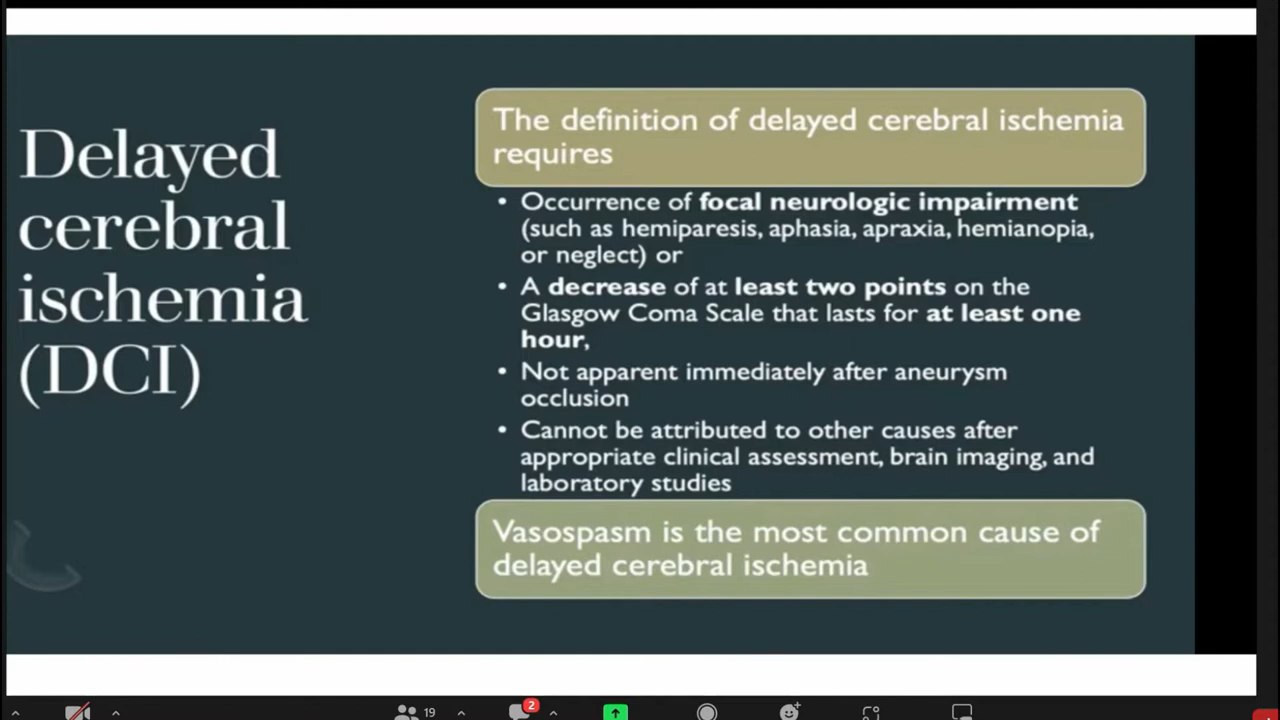 Delayed
cerebral
ischemia
(DCI)
The definition of delayed cerebral ischemia
requires
• Occurrence of focal neurologic impairment
(such as hemiparesis, aphasia, apraxia, hemianopia,
or neglect) or
• A decrease of at least two points on the
Glasgow Coma Scale that lasts for at least one
hour,
• Not apparent immediately after aneurysm
occlusion
• Cannot be attributed to other causes after
appropriate clinical assessment, brain imaging, and
laboratory studies
Vasospasm is the most common cause of
delayed cerebral ischemia
19
2